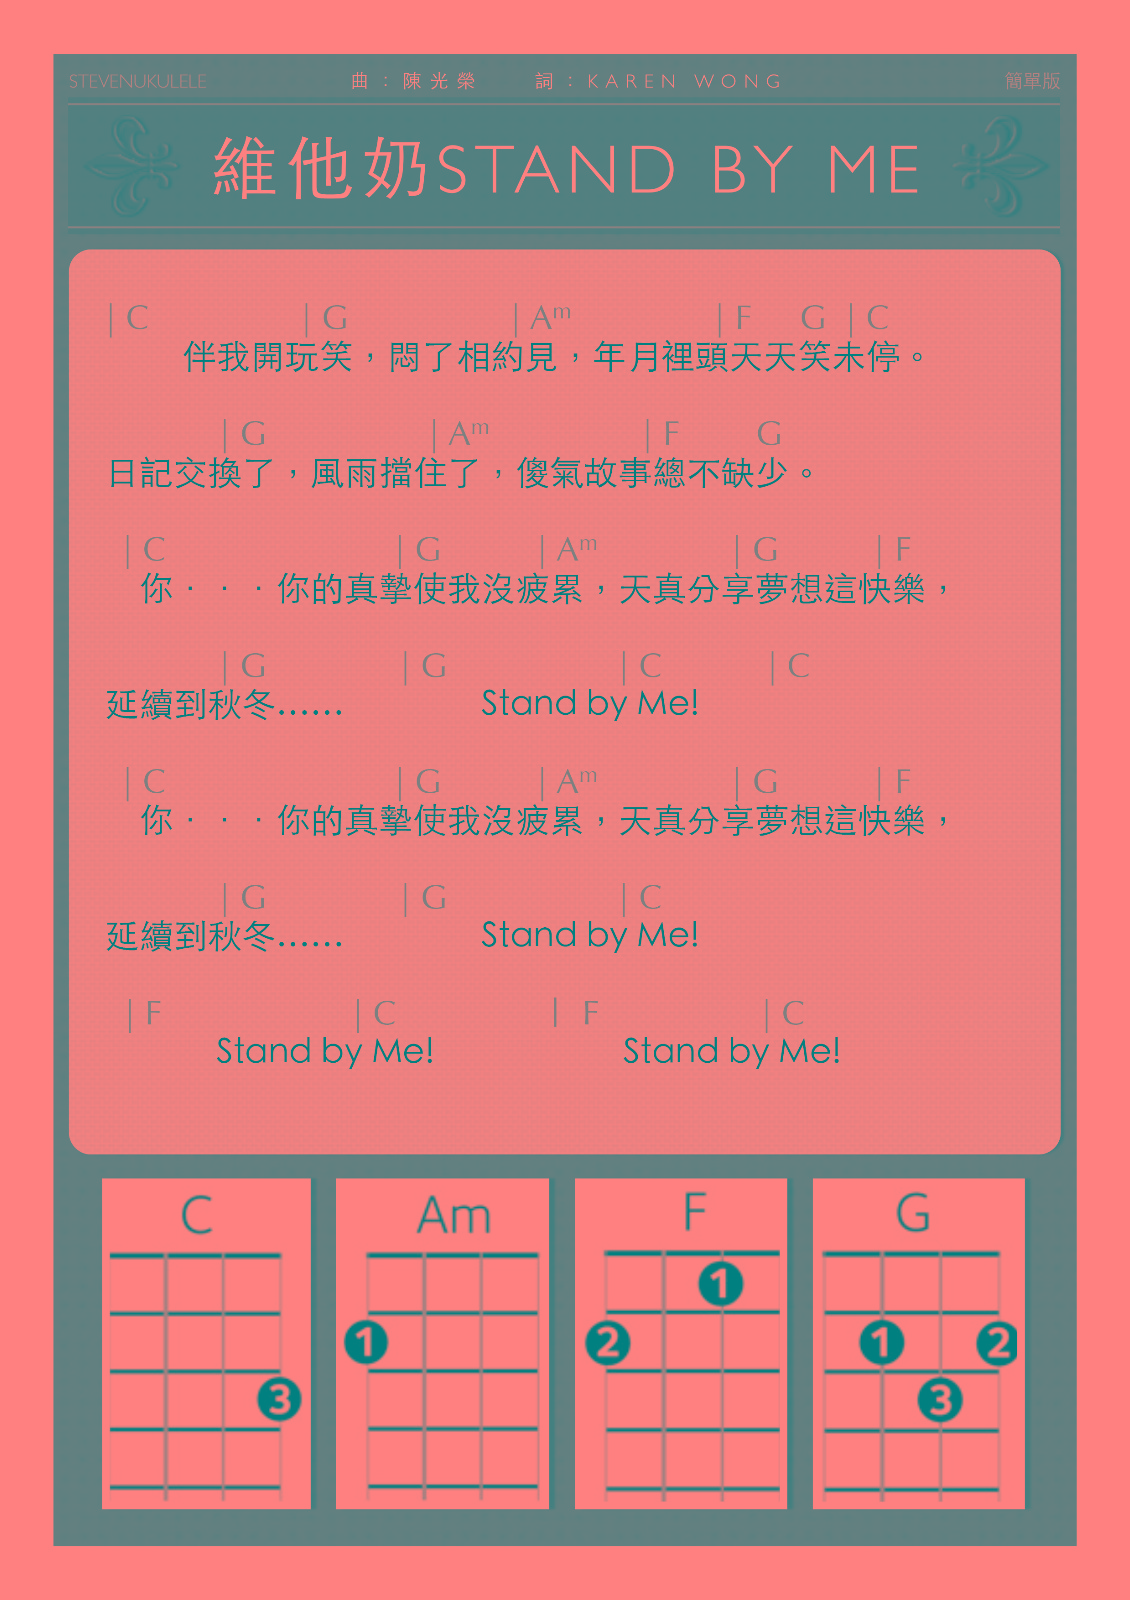 STEVENUKULELE 曲：陳光榮 詞：KAREN WONG 簡單版
維他奶STAND BY ME
| C | G | Am | F G | C
伴我開玩笑，悶了相約見，年月裡頭天天笑未停。
| G | Am | F G
日記交換了，風雨擋住了，傻氣故事總不缺少。
| C | G | Am | G | F
你．．．你的真摯使我沒疲累，天真分享夢想這快樂，
| G | G | C | C
延續到秋冬…… Stand by Me!
| C | G | Am | G | F
你．．．你的真摯使我沒疲累，天真分享夢想這快樂，
| G | G | C
延續到秋冬…… Stand by Me!
| F | C | F | C
Stand by Me! Stand by Me!
C Am F G
3
1
2 1
1 2 3